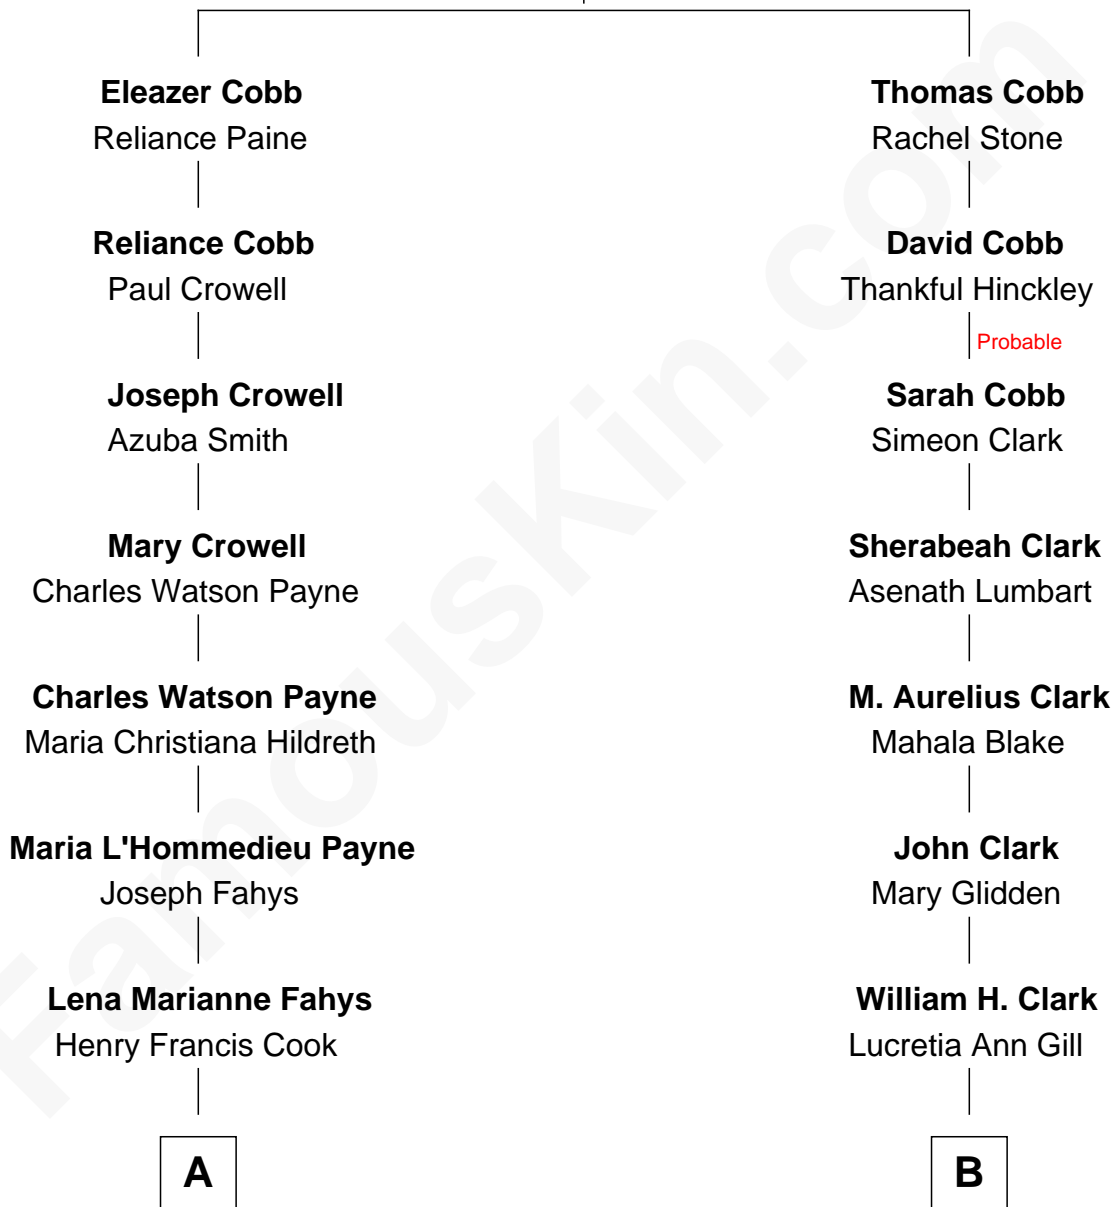 Eleazer Cobb
Reliance Paine
Reliance Cobb
Paul Crowell
Joseph Crowell
Azuba Smith
Mary Crowell
Charles Watson Payne
Charles Watson Payne
Maria Christiana Hildreth
Maria L'Hommedieu Payne
Joseph Fahys
Lena Marianne Fahys
Henry Francis Cook
A
Thomas Cobb
Rachel Stone
David Cobb
Thankful Hinckley
Probable
Sarah Cobb
Simeon Clark
Sherabeah Clark
Asenath Lumbart
M. Aurelius Clark
Mahala Blake
John Clark
Mary Glidden
William H. Clark
Lucretia Ann Gill
B
FamousKin.com